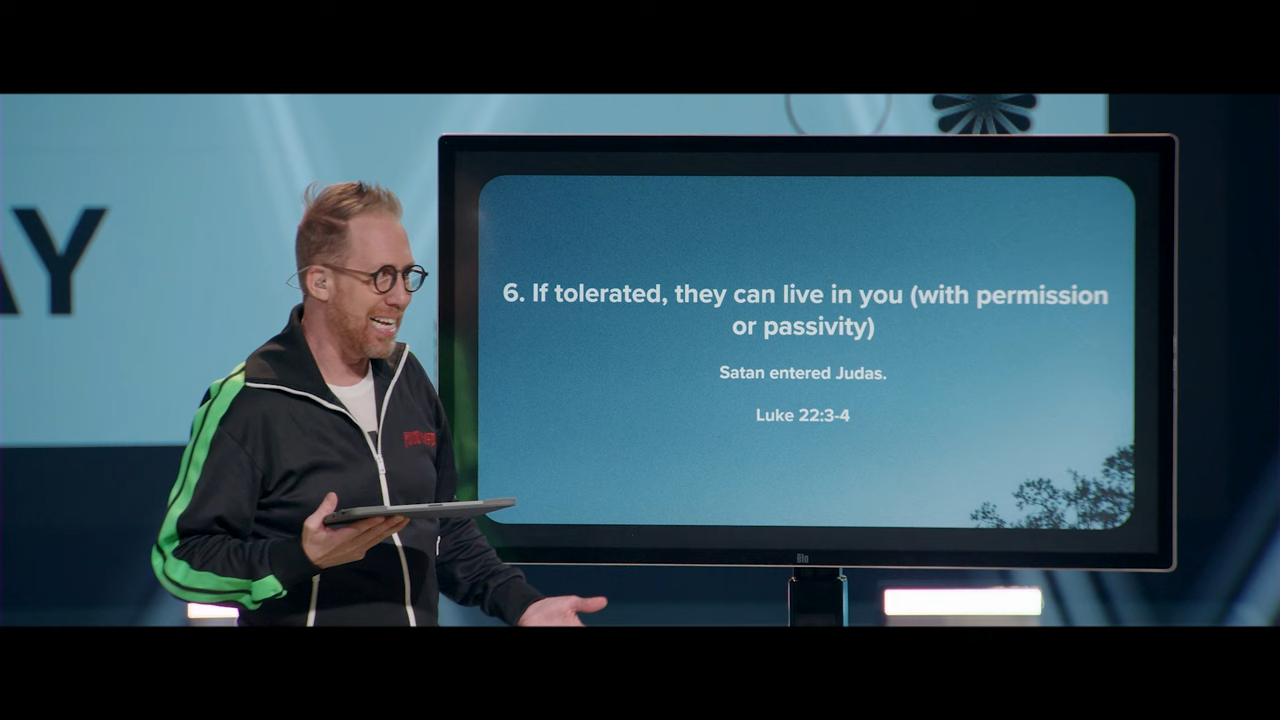 AY
6. If tolerated, they can live in you (with permission
or passivity)
Satan entered Judas.
Luke 22:3-4
elo